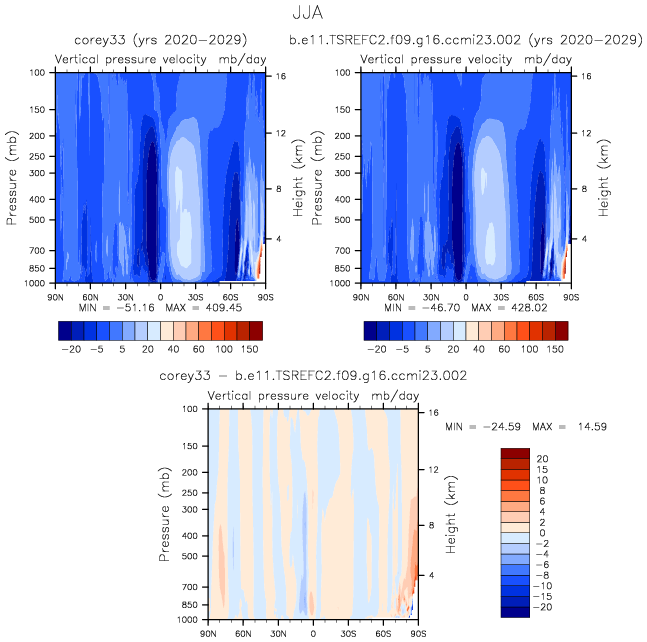 JJA
corey33 (yrs 2020-2029)
b.e11.TSREFC2.f09.g16.ccmi23.002 (yrs 2020-2029)
Vertical pressure velocity mb/day
Vertical pressure velocity mb/day
Pressure (mb)
100
150
200
250
300
400
500
700
850
1000
16
12
8
4
Height (km)
90N 60N 30N 0 30S 60S 90S
MIN = -51.16 MAX = 409.45
-20 -5 5 20 40 60 100 150
Pressure (mb)
100
150
200
250
300
400
500
700
850
1000
16
12
8
4
Height (km)
90N 60N 30N 0 30S 60S 90S
MIN = -46.70 MAX = 428.02
-20 -5 5 20 40 60 100 150
corey33 - b.e11.TSREFC2.f09.g16.ccmi23.002
Vertical pressure velocity mb/day
Pressure (mb)
100
150
200
250
300
400
500
700
850
1000
16
12
8
4
Height (km)
90N 60N 30N 0 30S 60S 90S
MIN = -24.59 MAX = 14.59
20
15
10
8
6
4
2
0
-2
-4
-6
-8
-10
-15
-20